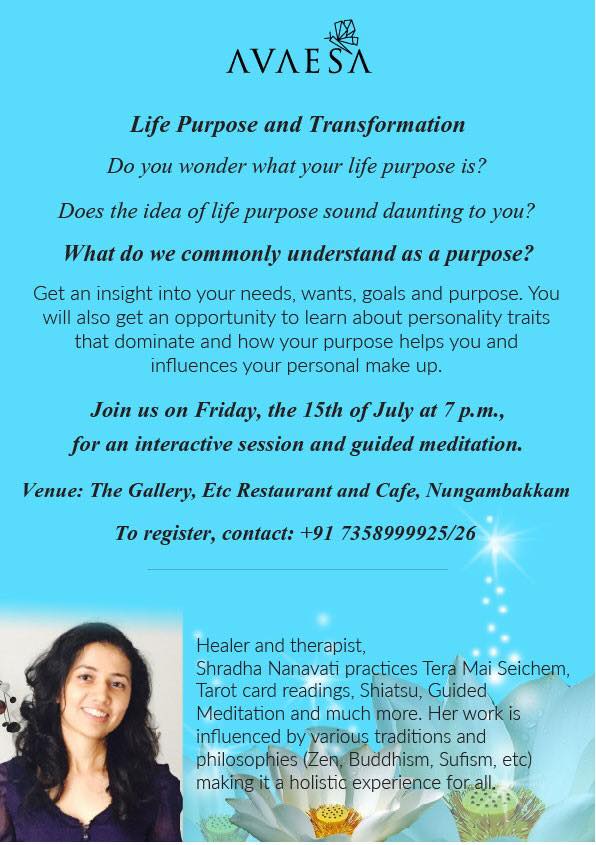 AVAESA
Life Purpose and Transformation
Do you wonder what your life purpose is?
Does the idea of life purpose sound daunting to you?
What do we commonly understand as a purpose?
Get an insight into your needs, wants, goals and purpose. You
will also get an opportunity to learn about personality traits
that dominate and how your purpose helps you and
influences your personal make up.
Join us on Friday, the 15th of July at 7 p.m.,
for an interactive session and guided meditation.
Venue: The Gallery, Etc Restaurant and Cafe, Nungambakkam
To register, contact: +91 7358999925/26
Healer and therapist,
Shradha Nanavati practices Tera Mai Seichem,
Tarot card readings, Shiatsu, Guided
Meditation and much more. Her work is
influenced by various traditions and
philosophies (Zen, Buddhism, Sufism, etc)
making it a holistic experience for all.